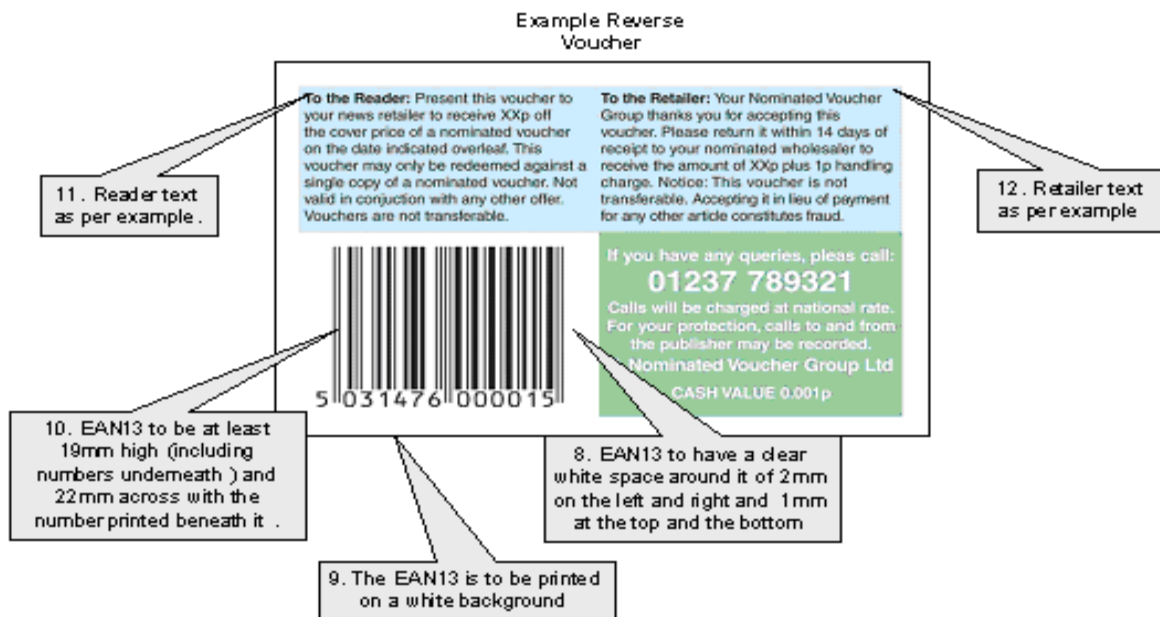 Example Reverse
Voucher
To the Reader: Present this voucher to
your news retailer to receive XXp off
the cover price of a nominated voucher
on the date indicated overleaf. This
voucher may only be redeemed against a
single copy of a nominated voucher. Not
valid in conjuction with any other offer.
Vouchers are not transferable.
To the Retailer: Your Nominated Voucher
Group thanks you for accepting this
voucher. Please return it within 14 days of
receipt to your nominated wholesaler to
receive the amount of XXp plus 1p handling
charge. Notice: This voucher is not
transferable. Accepting it in lieu of payment
for any other article constitutes fraud.
11. Reader text
as per example.
12. Retailer text
as per example
If you have any queries, pleas call:
01237 789321
Calls will be charged at national rate.
For your protection, calls to and from
the publisher may be recorded.
Nominated Voucher Group Ltd
CASH VALUE 0.001p
5 031476 000015
10. EAN13 to be at least
19mm high (including
numbers underneath ) and
22mm across with the
number printed beneath it .
8. EAN13 to have a clear
white space around it of 2mm
on the left and right and 1mm
at the top and the bottom
9. The EAN13 is to be printed
on a white background